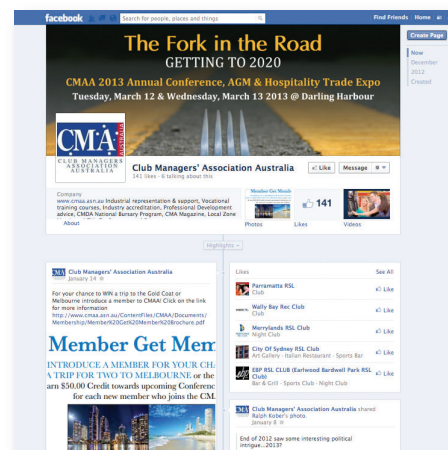 facebook
Search for people, places and things
Find Friends
Home
Create Page
Now
December
2012
Created
The Fork in the Road
GETTING TO 2020
CMAA 2013 Annual Conference, AGM & Hospitality Trade Expo
Tuesday, March 12 & Wednesday, March 13 2013 @ Darling Harbour
CMA
AUSTRALIA
CLUB MANAGERS'
ASSOCIATION
AUSTRALIA
Club Managers' Association Australia
141 likes · 6 talking about this
Like
Message
Company
www.cmaa.asn.au Industrial representation & support, Vocational
training courses, Industry accreditation, Professional Development
advice, CMDA National Bursary Program, CMA Magazine, Local Zone
About
141
Photos
Likes
Videos
Highlights
Club Managers' Association Australia
January 14
For your chance to WIN a trip to the Gold Coast or
Melbourne introduce a member to CMAA! Click on the link
for more information
http://www.cmaa.asn.au/ContentFiles/CMAA/Documents/
Membership/Member%20Get%20Member%20Brochure.pdf
Member Get Mem
INTRODUCE A MEMBER FOR YOUR CH
A TRIP FOR TWO TO MELBOURNE or the
arn $50.00 Credit towards upcoming Conferenc
for each new member who joins the CM
Likes
See All
Parramatta RSL
Club
Like
Wally Bay Rec Club
Club
Like
Merrylands RSL Club
Night Club
Like
City Of Sydney RSL Club
Art Gallery · Italian Restaurant · Sports Bar
Like
EBP RSL CLUB (Earlwood Bardwell Park RSL
Club)
Bar & Grill · Sports Club · Night Club
Like
Club Managers' Association Australia shared
Ralph Kober's photo
January 9
End of 2012 saw some interesting political
intrigue...2013?